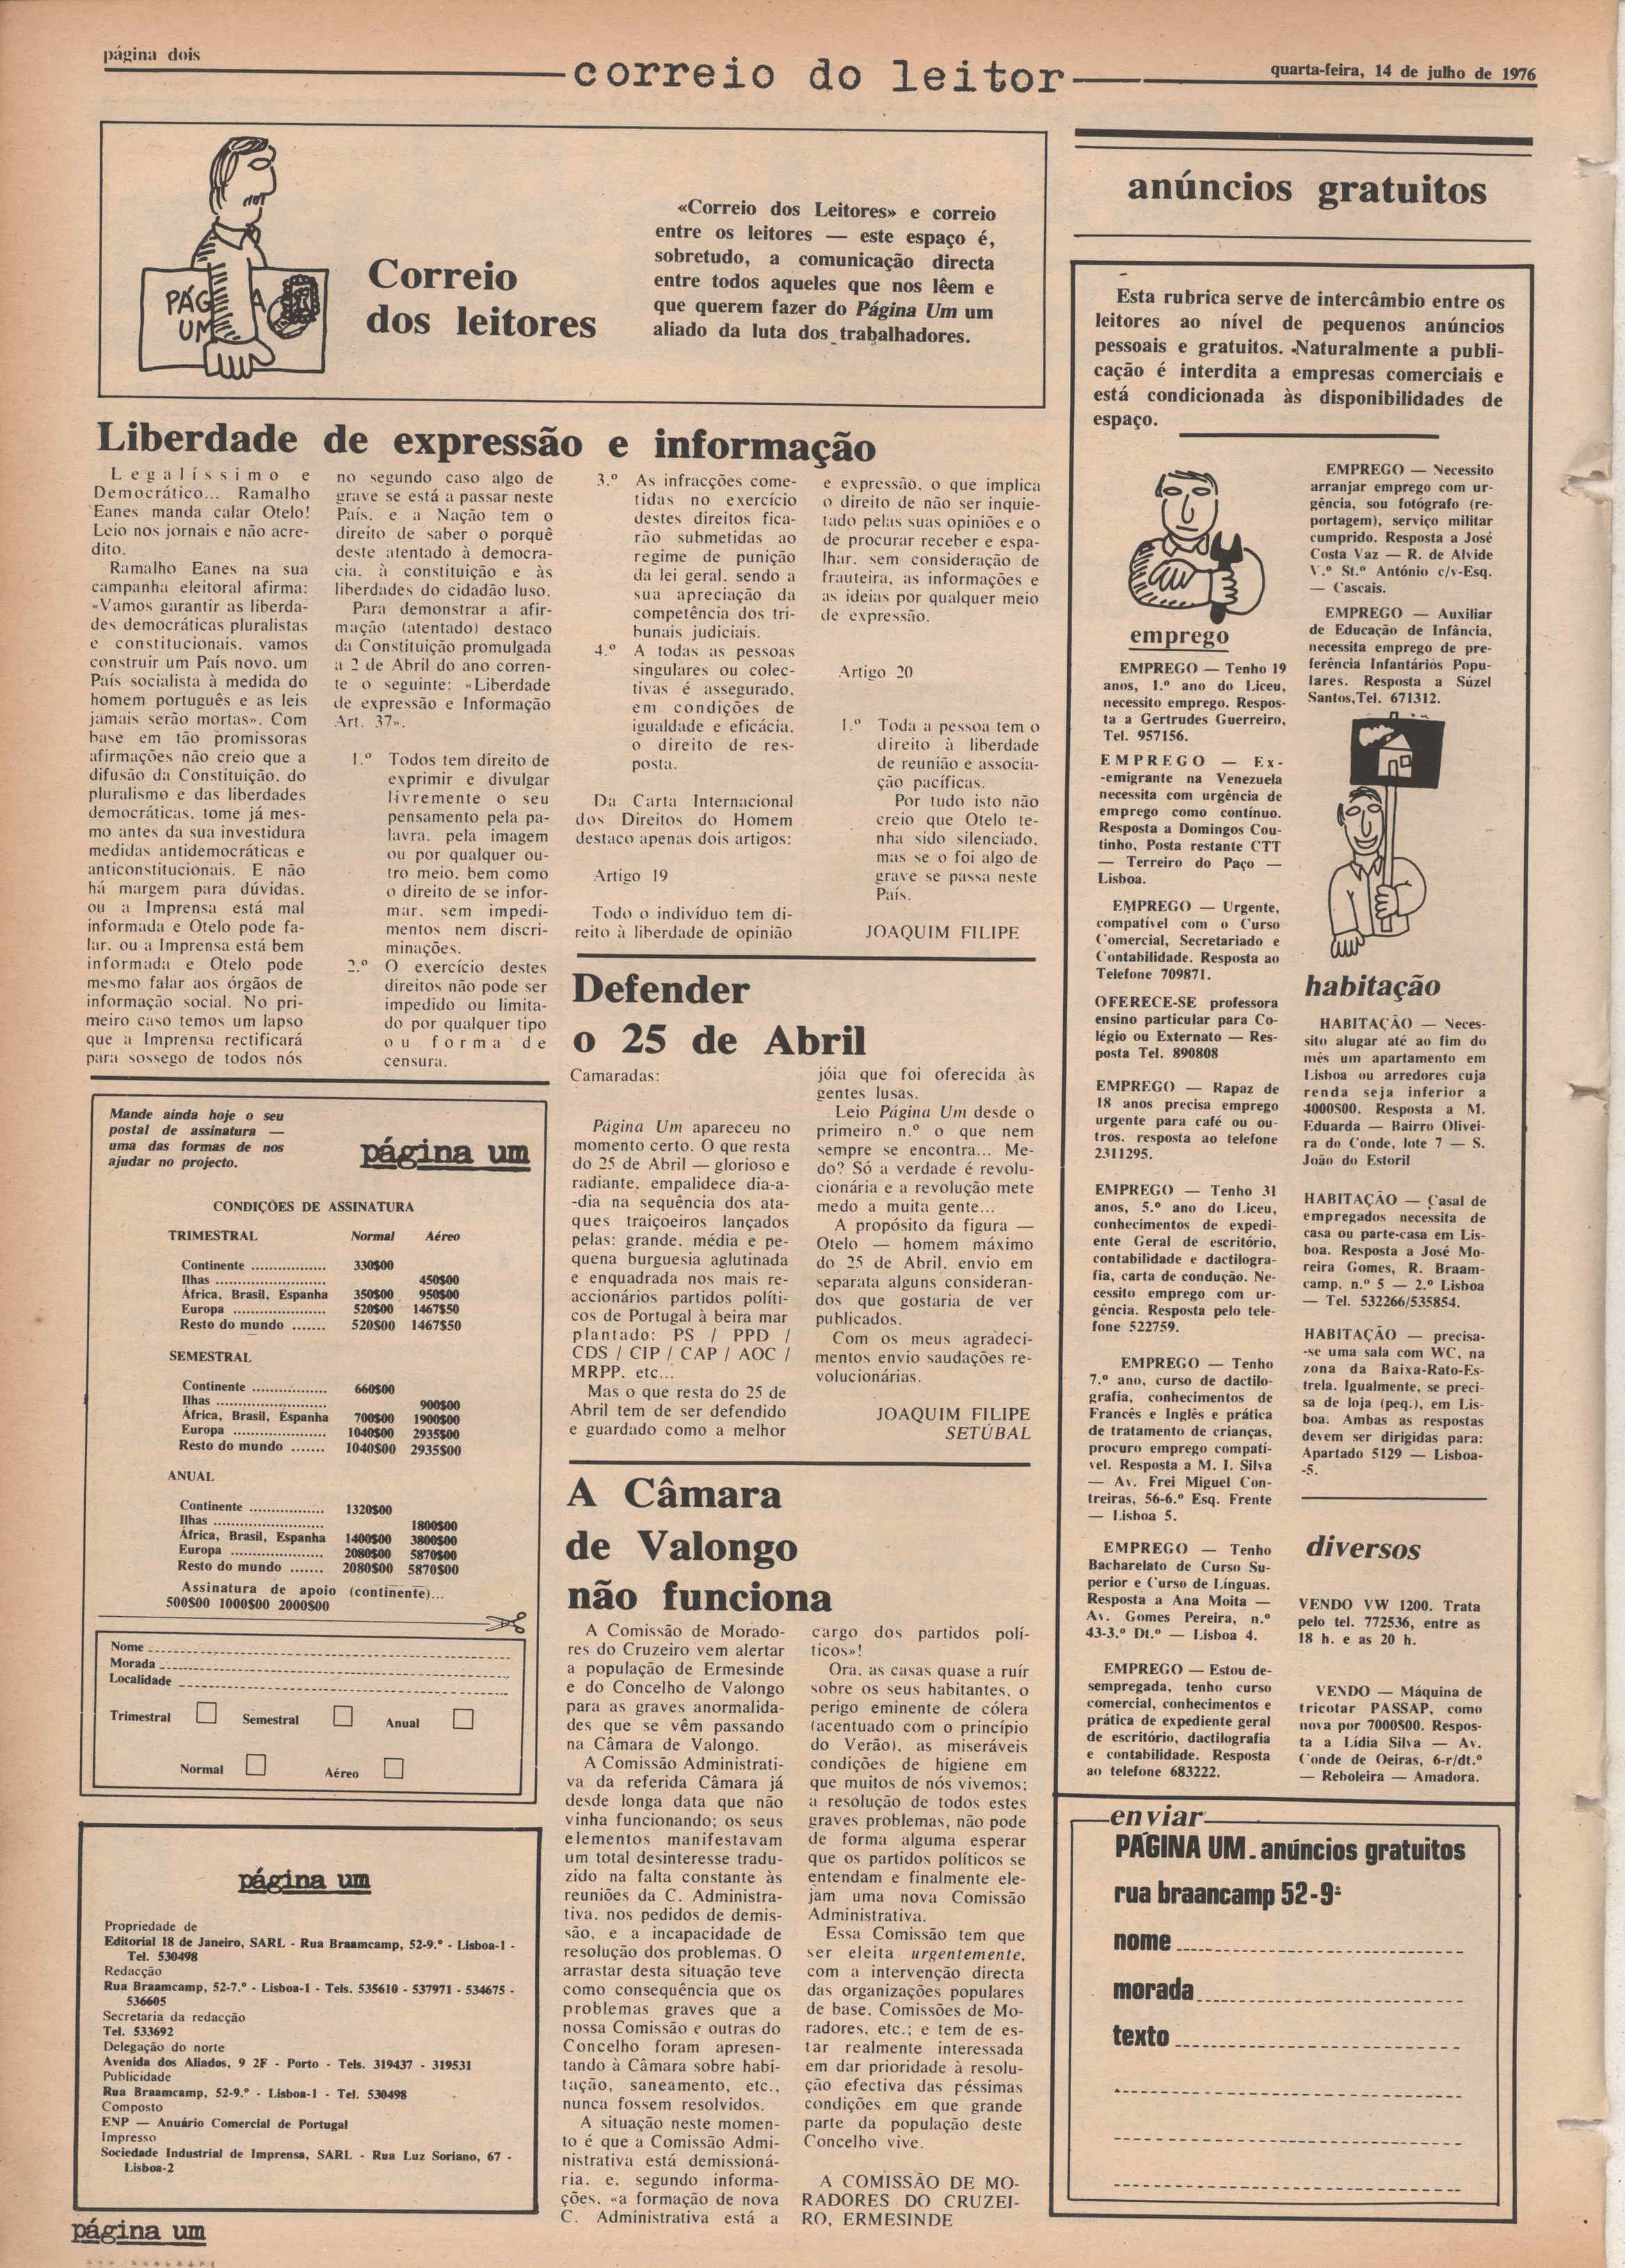 página dois
correio do leitor
quarta-feira, 14 de julho de 1976
PÁG
UM
A
Correio
dos leitores
«Correio dos Leitores» e correio
entre os leitores — este espaço é,
sobretudo, a comunicação directa
entre todos aqueles que nos lêem e
que querem fazer do Página Um um
aliado da luta dos trabalhadores.
Liberdade de expressão e informação
Legalíssimo e
Democrático... Ramalho
Eanes manda calar Otelo!
Leio nos jornais e não acre-
dito.
Ramalho Eanes na sua
campanha eleitoral afirma:
«Vamos garantir as liberda-
des democráticas pluralistas
e constitucionais. vamos
construir um País novo. um
País socialista à medida do
homem português e as leis
jamais serão mortas». Com
base em tão promissoras
afirmações não creio que a
difusão da Constituição. do
pluralismo e das liberdades
democráticas. tome já mes-
mo antes da sua investidura
medidas antidemocráticas e
anticonstitucionais. E não
há margem para dúvidas.
ou a Imprensa está mal
informada e Otelo pode fa-
lar. ou a Imprensa está bem
informada e Otelo pode
mesmo falar aos órgãos de
informação social. No pri-
meiro caso temos um lapso
que a Imprensa rectificará
para sossego de todos nós
no segundo caso algo de
grave se está a passar neste
País. e a Nação tem o
direito de saber o porquê
deste atentado à democra-
cia. à constituição e às
liberdades do cidadão luso.
Para demonstrar a afir-
mação (atentado) destaco
da Constituição promulgada
a 2 de Abril do ano corren-
te o seguinte: «Liberdade
de expressão e Informação
Art. 37».
1.º Todos tem direito de
exprimir e divulgar
livremente o seu
pensamento pela pa-
lavra. pela imagem
ou por qualquer ou-
tro meio. bem como
o direito de se infor-
mar. sem impedi-
mentos nem discri-
minações.
2.º O exercício destes
direitos não pode ser
impedido ou limita-
do por qualquer tipo
ou forma de
censura.
3.º As infracções come-
tidas no exercício
destes direitos fica-
rão submetidas ao
regime de punição
da lei geral. sendo a
sua apreciação da
competência dos tri-
bunais judiciais.
4.º A todas as pessoas
singulares ou colec-
tivas é assegurado.
em condições de
igualdade e eficácia.
o direito de res-
posta.
Da Carta Internacional
dos Direitos do Homem
destaco apenas dois artigos:
Artigo 19
Todo o indivíduo tem di-
reito à liberdade de opinião
e expressão. o que implica
o direito de não ser inquie-
tado pelas suas opiniões e o
de procurar receber e espa-
lhar. sem consideração de
frauteira, as informações e
as ideias por qualquer meio
de expressão.
Artigo 20
1.º Toda a pessoa tem o
direito à liberdade
de reunião e associa-
ção pacíficas.
Por tudo isto não
creio que Otelo te-
nha sido silenciado.
mas se o foi algo de
grave se passa neste
País.
JOAQUIM FILIPE
Defender
o 25 de Abril
Camaradas:
Página Um apareceu no
momento certo. O que resta
do 25 de Abril — glorioso e
radiante. empalidece dia-a-
-dia na sequência dos ata-
ques traiçoeiros lançados
pelas: grande. média e pe-
quena burguesia aglutinada
e enquadrada nos mais re-
accionários partidos políti-
cos de Portugal à beira mar
plantado: PS / PPD /
CDS / CIP / CAP / AOC /
MRPP. etc...
Mas o que resta do 25 de
Abril tem de ser defendido
e guardado como a melhor
jóia que foi oferecida às
gentes lusas.
Leio Página Um desde o
primeiro n.º o que nem
sempre se encontra... Me-
do? Só a verdade é revolu-
cionária e a revolução mete
medo a muita gente...
A propósito da figura —
Otelo — homem máximo
do 25 de Abril. envio em
separata alguns consideran-
dos que gostaria de ver
publicados.
Com os meus agradeci-
mentos envio saudações re-
volucionárias.
JOAQUIM FILIPE
SETÚBAL
A Câmara
de Valongo
não funciona
A Comissão de Morado-
res do Cruzeiro vem alertar
a população de Ermesinde
e do Concelho de Valongo
para as graves anormalida-
des que se vêm passando
na Câmara de Valongo.
A Comissão Administrati-
va da referida Câmara já
desde longa data que não
vinha funcionando; os seus
elementos manifestavam
um total desinteresse tradu-
zido na falta constante às
reuniões da C. Administra-
tiva. nos pedidos de demis-
são, e a incapacidade de
resolução dos problemas. O
arrastar desta situação teve
como consequência que os
problemas graves que a
nossa Comissão e outras do
Concelho foram apresen-
tando à Câmara sobre habi-
tação, saneamento, etc.,
nunca fossem resolvidos.
A situação neste momen-
to é que a Comissão Admi-
nistrativa está demissioná-
ria. e. segundo informa-
ções. «a formação de nova
C. Administrativa está a
cargo dos partidos polí-
ticos»!
Ora. as casas quase a ruír
sobre os seus habitantes, o
perigo eminente de cólera
(acentuado com o princípio
do Verão). as miseráveis
condições de higiene em
que muitos de nós vivemos;
a resolução de todos estes
graves problemas, não pode
de forma alguma esperar
que os partidos políticos se
entendam e finalmente ele-
jam uma nova Comissão
Administrativa.
Essa Comissão tem que
ser eleita urgentemente,
com a intervenção directa
das organizações populares
de base. Comissões de Mo-
radores, etc.; e tem de es-
tar realmente interessada
em dar prioridade à resolu-
ção efectiva das péssimas
condições em que grande
parte da população deste
Concelho vive.
A COMISSÃO DE MO-
RADORES DO CRUZEI-
RO, ERMESINDE
Mande ainda hoje o seu
postal de assinatura —
uma das formas de nos
ajudar no projecto.
página um
CONDIÇÕES DE ASSINATURA
TRIMESTRAL Normal Aéreo
Continente ................ 330$00
Ilhas ........................ 450$00
África, Brasil, Espanha 350$00 950$00
Europa .................... 520$00 1467$50
Resto do mundo ....... 520$00 1467$50
SEMESTRAL
Continente ................ 660$00
Ilhas ........................ 900$00
África, Brasil, Espanha 700$00 1900$00
Europa .................... 1040$00 2935$00
Resto do mundo ....... 1040$00 2935$00
ANUAL
Continente ................ 1320$00
Ilhas ........................ 1800$00
África, Brasil, Espanha 1400$00 3800$00
Europa .................... 2080$00 5870$00
Resto do mundo ....... 2080$00 5870$00
Assinatura de apoio (continente)...
500$00 1000$00 2000$00
Nome
Morada
Localidade
Trimestral Semestral Anual
Normal Aéreo
página um
Propriedade de
Editorial 18 de Janeiro, SARL - Rua Braamcamp, 52-9.º - Lisboa-1 -
Tel. 530498
Redacção
Rua Braamcamp, 52-7.º - Lisboa-1 - Tels. 535610 - 537971 - 534675 -
536605
Secretaria da redacção
Tel. 533692
Delegação do norte
Avenida dos Aliados, 9 2F - Porto - Tels. 319437 - 319531
Publicidade
Rua Braamcamp, 52-9.º - Lisboa-1 - Tel. 530498
Composto
ENP — Anuário Comercial de Portugal
Impresso
Sociedade Industrial de Imprensa, SARL - Rua Luz Soriano, 67 -
Lisboa-2
página um
anúncios gratuitos
Esta rubrica serve de intercâmbio entre os
leitores ao nível de pequenos anúncios
pessoais e gratuitos. Naturalmente a publi-
cação é interdita a empresas comerciais e
está condicionada às disponibilidades de
espaço.
emprego
EMPREGO — Tenho 19
anos, 1.º ano do Liceu,
necessito emprego. Respos-
ta a Gertrudes Guerreiro,
Tel. 957156.
EMPREGO — Ex-
-emigrante na Venezuela
necessita com urgência de
emprego como contínuo.
Resposta a Domingos Cou-
tinho, Posta restante CTT
— Terreiro do Paço —
Lisboa.
EMPREGO — Urgente,
compatível com o Curso
Comercial, Secretariado e
Contabilidade. Resposta ao
Telefone 709871.
OFERECE-SE professora
ensino particular para Co-
légio ou Externato — Res-
posta Tel. 890808
EMPREGO — Rapaz de
18 anos precisa emprego
urgente para café ou ou-
tros. resposta ao telefone
2311295.
EMPREGO — Tenho 31
anos, 5.º ano do Liceu,
conhecimentos de expedi-
ente Geral de escritório,
contabilidade e dactilogra-
fia, carta de condução. Ne-
cessito emprego com ur-
gência. Resposta pelo tele-
fone 522759.
EMPREGO — Tenho
7.º ano, curso de dactilo-
grafia, conhecimentos de
Francês e Inglês e prática
de tratamento de crianças,
procuro emprego compatí-
vel. Resposta a M. I. Silva
— Av. Frei Miguel Con-
treiras, 56-6.º Esq. Frente
— Lisboa 5.
EMPREGO — Tenho
Bacharelato de Curso Su-
perior e Curso de Línguas.
Resposta a Ana Moita —
Av. Gomes Pereira, n.º
43-3.º Dt.º — Lisboa 4.
EMPREGO — Estou de-
sempregada, tenho curso
comercial, conhecimentos e
prática de expediente geral
de escritório, dactilografia
e contabilidade. Resposta
ao telefone 683222.
EMPREGO — Necessito
arranjar emprego com ur-
gência, sou fotógrafo (re-
portagem), serviço militar
cumprido. Resposta a José
Costa Vaz — R. de Alvide
V.º St.º António c/v-Esq.
— Cascais.
EMPREGO — Auxiliar
de Educação de Infância,
necessita emprego de pre-
ferência Infantários Popu-
lares. Resposta a Súzel
Santos,Tel. 671312.
habitação
HABITAÇÃO — Neces-
sito alugar até ao fim do
mês um apartamento em
Lisboa ou arredores cuja
renda seja inferior a
4000$00. Resposta a M.
Eduarda — Bairro Olivei-
ra do Conde, lote 7 — S.
João do Estoril
HABITAÇÃO — Casal de
empregados necessita de
casa ou parte-casa em Lis-
boa. Resposta a José Mo-
reira Gomes, R. Braam-
camp. n.º 5 — 2.º Lisboa
— Tel. 532266/535854.
HABITAÇÃO — precisa-
-se uma sala com WC, na
zona da Baixa-Rato-Es-
trela. Igualmente, se preci-
sa de loja (peq.), em Lis-
boa. Ambas as respostas
devem ser dirigidas para:
Apartado 5129 — Lisboa-
-5.
diversos
VENDO VW 1200. Trata
pelo tel. 772536, entre as
18 h. e as 20 h.
VENDO — Máquina de
tricotar PASSAP, como
nova por 7000$00. Respos-
ta a Lídia Silva — Av.
Conde de Oeiras, 6-r/dt.º
— Reboleira — Amadora.
enviar
PÁGINA UM - anúncios gratuitos
rua braancamp 52-9º
nome
morada
texto